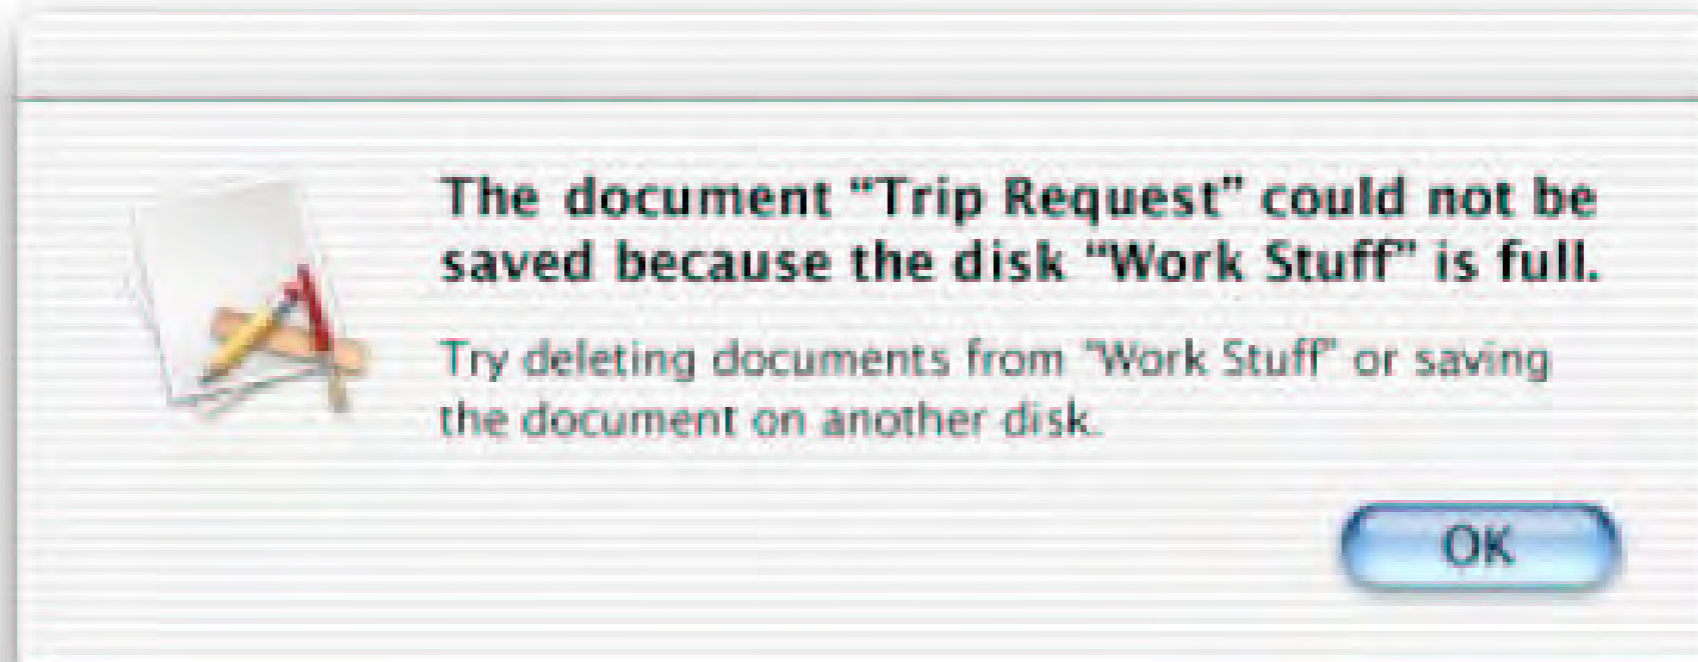 The document “Trip Request” could not be
saved because the disk “Work Stuff” is full.
Try deleting documents from “Work Stuff” or saving
the document on another disk.
OK